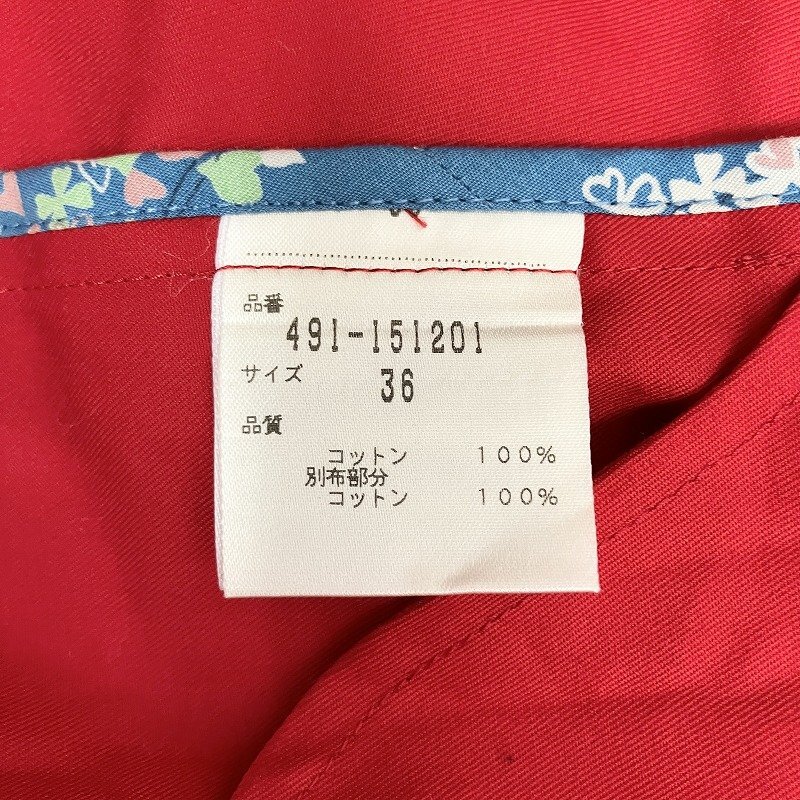 品番
491-151201
サイズ 36
品質
コットン 100%
別布部分
コットン 100%